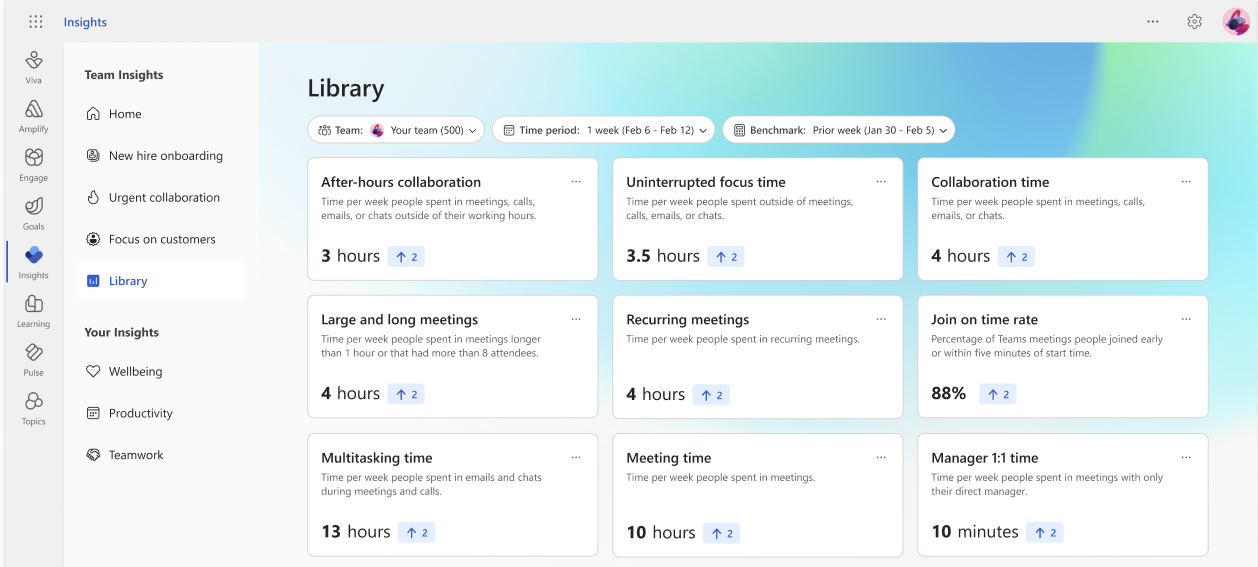 Insights
Viva
Amplify
Engage
Goals
Insights
Learning
Pulse
Topics
Team Insights
Home
New hire onboarding
Urgent collaboration
Focus on customers
Library
Your Insights
Wellbeing
Productivity
Teamwork
Library
Team: Your team (500)
Time period: 1 week (Feb 6 - Feb 12)
Benchmark: Prior week (Jan 30 - Feb 5)
After-hours collaboration
Time per week people spent in meetings, calls,
emails, or chats outside of their working hours.
3 hours ↑ 2
Uninterrupted focus time
Time per week people spent outside of meetings,
calls, emails, or chats.
3.5 hours ↑ 2
Collaboration time
Time per week people spent in meetings, calls,
emails, or chats.
4 hours ↑ 2
Large and long meetings
Time per week people spent in meetings longer
than 1 hour or that had more than 8 attendees.
4 hours ↑ 2
Recurring meetings
Time per week people spent in recurring meetings.
4 hours ↑ 2
Join on time rate
Percentage of Teams meetings people joined early
or within five minutes of start time.
88% ↑ 2
Multitasking time
Time per week people spent in emails and chats
during meetings and calls.
13 hours ↑ 2
Meeting time
Time per week people spent in meetings.
10 hours ↑ 2
Manager 1:1 time
Time per week people spent in meetings with only
their direct manager.
10 minutes ↑ 2